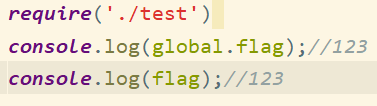 require('./test')
console.log(global.flag);//123
console.log(flag);//123